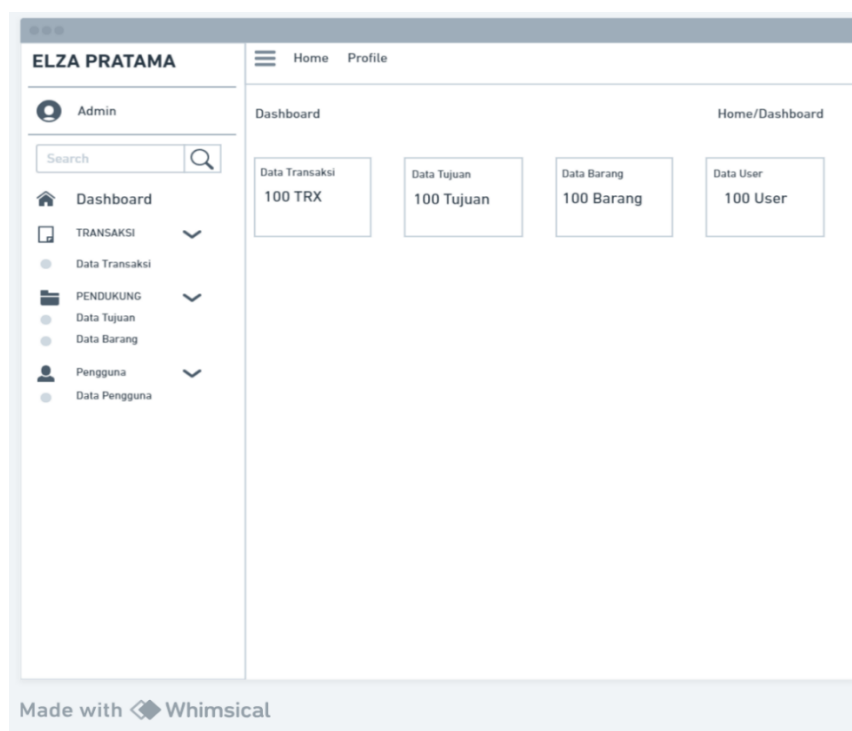 ELZA PRATAMA
Home Profile
Admin
Dashboard
Home/Dashboard
Search
Data Transaksi
100 TRX
Data Tujuan
100 Tujuan
Data Barang
100 Barang
Data User
100 User
Dashboard
TRANSAKSI
Data Transaksi
PENDUKUNG
Data Tujuan
Data Barang
Pengguna
Data Pengguna
Made with Whimsical